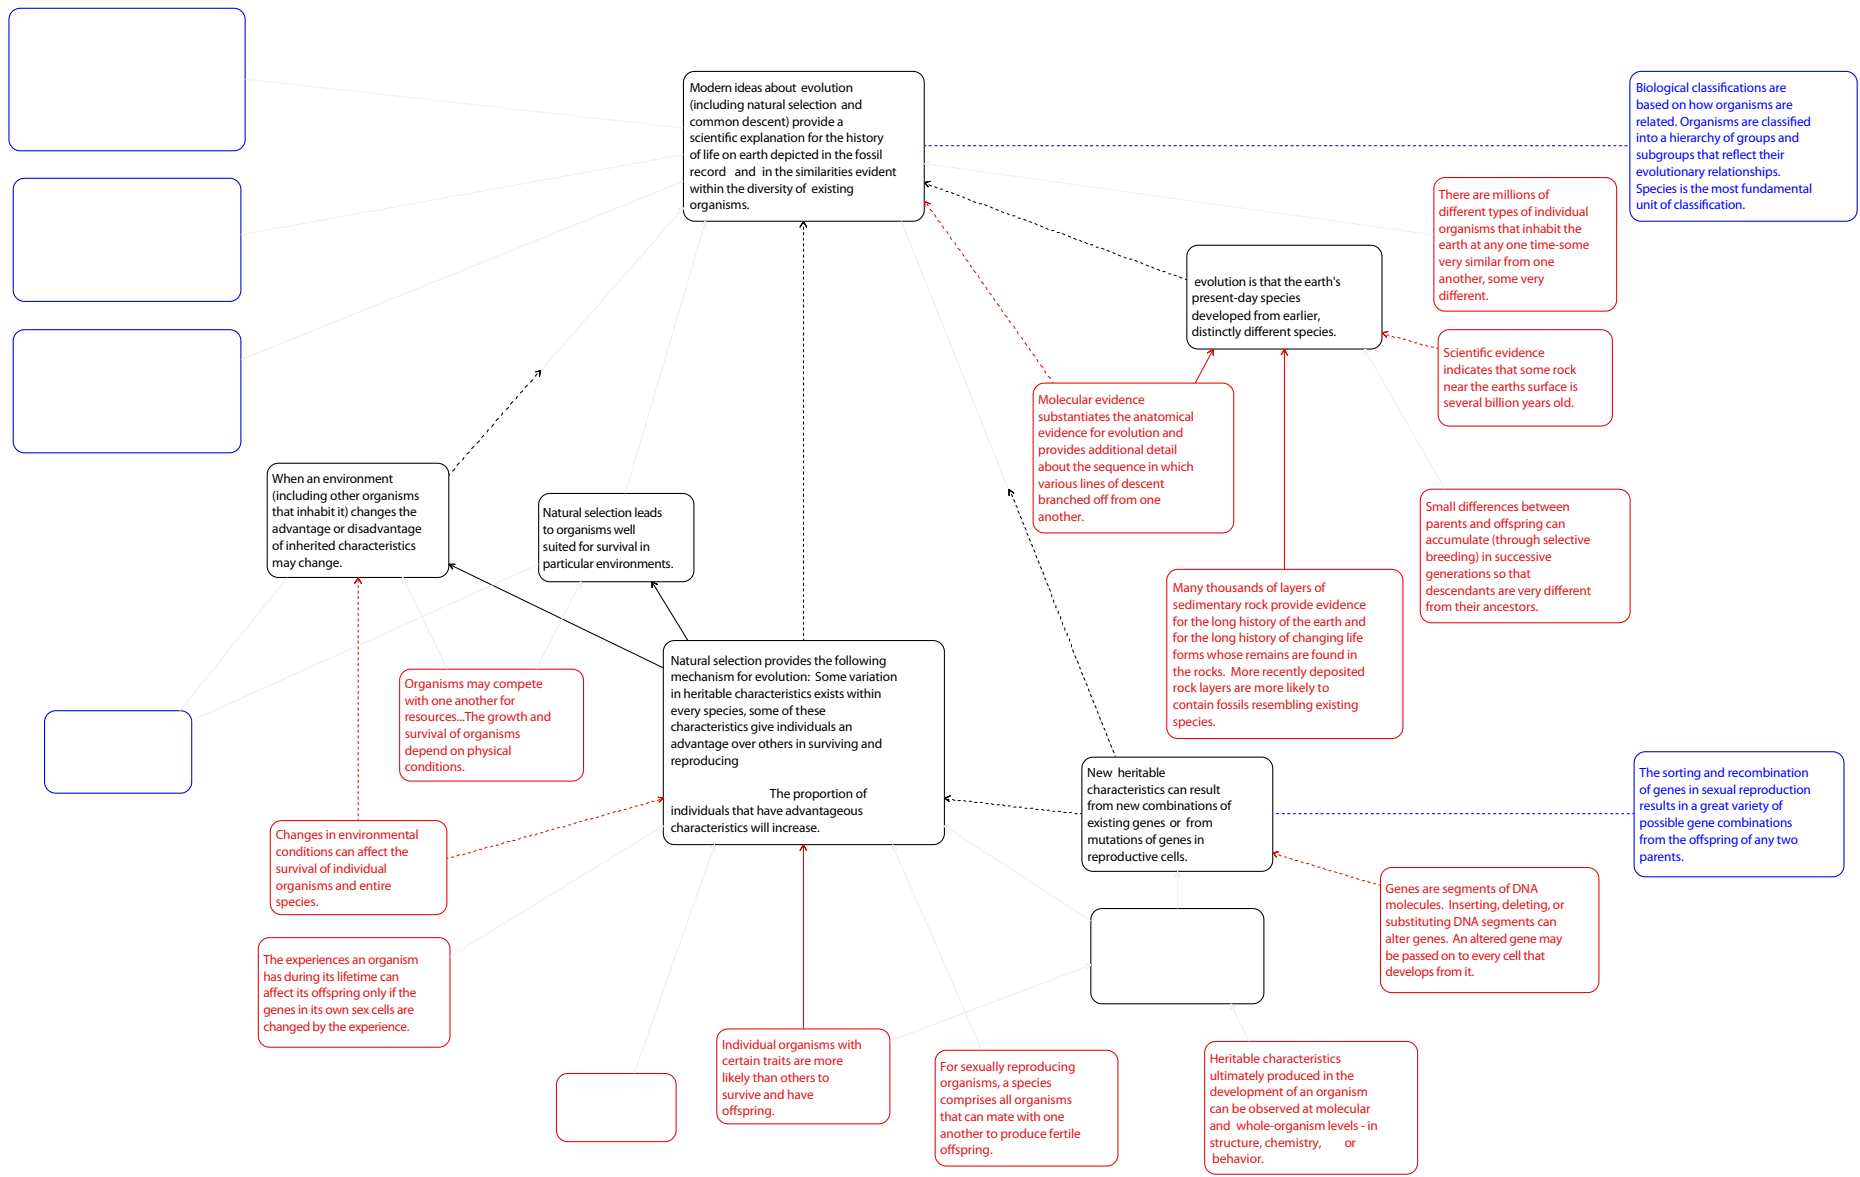 Modern ideas about evolution
(including natural selection and
common descent) provide a
scientific explanation for the history
of life on earth depicted in the fossil
record and in the similarities evident
within the diversity of existing
organisms.
Biological classifications are
based on how organisms are
related. Organisms are classified
into a hierarchy of groups and
subgroups that reflect their
evolutionary relationships.
Species is the most fundamental
unit of classification.
There are millions of
different types of individual
organisms that inhabit the
earth at any one time-some
very similar from one
another, some very
different.
evolution is that the earth's
present-day species
developed from earlier,
distinctly different species.
Scientific evidence
indicates that some rock
near the earths surface is
several billion years old.
Molecular evidence
substantiates the anatomical
evidence for evolution and
provides additional detail
about the sequence in which
various lines of descent
branched off from one
another.
When an environment
(including other organisms
that inhabit it) changes the
advantage or disadvantage
of inherited characteristics
may change.
Natural selection leads
to organisms well
suited for survival in
particular environments.
Small differences between
parents and offspring can
accumulate (through selective
breeding) in successive
generations so that
descendants are very different
from their ancestors.
Many thousands of layers of
sedimentary rock provide evidence
for the long history of the earth and
for the long history of changing life
forms whose remains are found in
the rocks. More recently deposited
rock layers are more likely to
contain fossils resembling existing
species.
Organisms may compete
with one another for
resources...The growth and
survival of organisms
depend on physical
conditions.
Natural selection provides the following
mechanism for evolution: Some variation
in heritable characteristics exists within
every species, some of these
characteristics give individuals an
advantage over others in surviving and
reproducing
The proportion of
individuals that have advantageous
characteristics will increase.
New heritable
characteristics can result
from new combinations of
existing genes or from
mutations of genes in
reproductive cells.
The sorting and recombination
of genes in sexual reproduction
results in a great variety of
possible gene combinations
from the offspring of any two
parents.
Changes in environmental
conditions can affect the
survival of individual
organisms and entire
species.
Genes are segments of DNA
molecules. Inserting, deleting, or
substituting DNA segments can
alter genes. An altered gene may
be passed on to every cell that
develops from it.
The experiences an organism
has during its lifetime can
affect its offspring only if the
genes in its own sex cells are
changed by the experience.
Individual organisms with
certain traits are more
likely than others to
survive and have
offspring.
For sexually reproducing
organisms, a species
comprises all organisms
that can mate with one
another to produce fertile
offspring.
Heritable characteristics
ultimately produced in the
development of an organism
can be observed at molecular
and whole-organism levels - in
structure, chemistry, or
behavior.